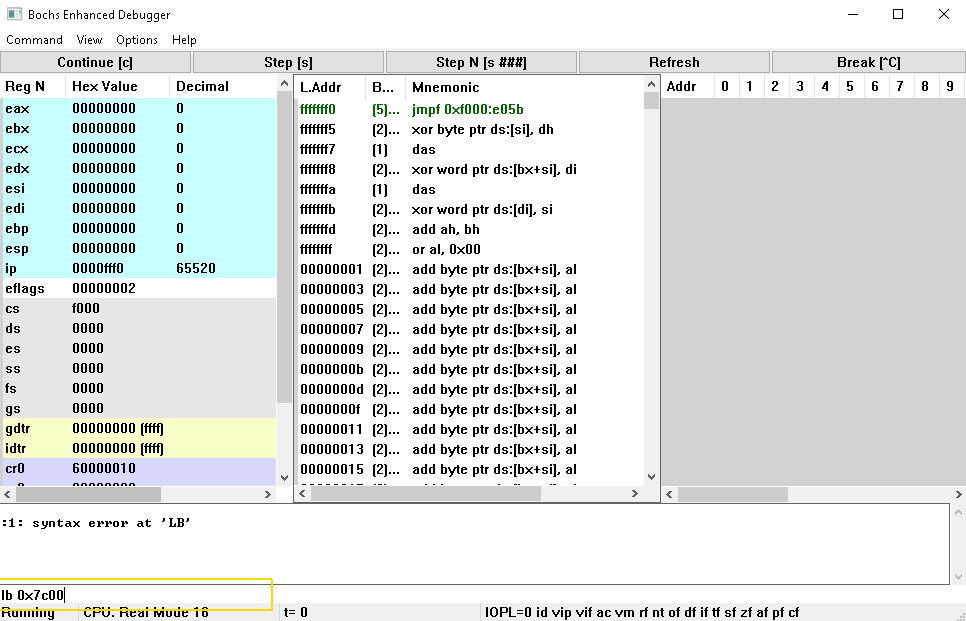 Bochs Enhanced Debugger
Command View Options Help
Continue [c] Step [s] Step N [s ###] Refresh Break [^C]
Reg N Hex Value Decimal
eax 00000000 0
ebx 00000000 0
ecx 00000000 0
edx 00000000 0
esi 00000000 0
edi 00000000 0
ebp 00000000 0
esp 00000000 0
ip 0000fff0 65520
eflags 00000002
cs f000
ds 0000
es 0000
ss 0000
fs 0000
gs 0000
gdtr 00000000 (ffff)
idtr 00000000 (ffff)
cr0 60000010
L.Addr B... Mnemonic
fffffff0 (5)... jmpf 0xf000:e05b
fffffff5 (2)... xor byte ptr ds:[si], dh
fffffff7 (1) das
fffffff8 (2)... xor word ptr ds:[bx+si], di
fffffffa (1) das
fffffffb (2)... xor word ptr ds:[di], si
fffffffd (2)... add ah, bh
ffffffff (2)... or al, 0x00
00000001 (2)... add byte ptr ds:[bx+si], al
00000003 (2)... add byte ptr ds:[bx+si], al
00000005 (2)... add byte ptr ds:[bx+si], al
00000007 (2)... add byte ptr ds:[bx+si], al
00000009 (2)... add byte ptr ds:[bx+si], al
0000000b (2)... add byte ptr ds:[bx+si], al
0000000d (2)... add byte ptr ds:[bx+si], al
0000000f (2)... add byte ptr ds:[bx+si], al
00000011 (2)... add byte ptr ds:[bx+si], al
00000013 (2)... add byte ptr ds:[bx+si], al
00000015 (2)... add byte ptr ds:[bx+si], al
Addr 0 1 2 3 4 5 6 7 8 9
:1: syntax error at 'LB'
lb 0x7c00
Running CPU: Real Mode 16 t= 0 IOPL=0 id vip vif ac vm rf nt of df if tf sf zf af pf cf